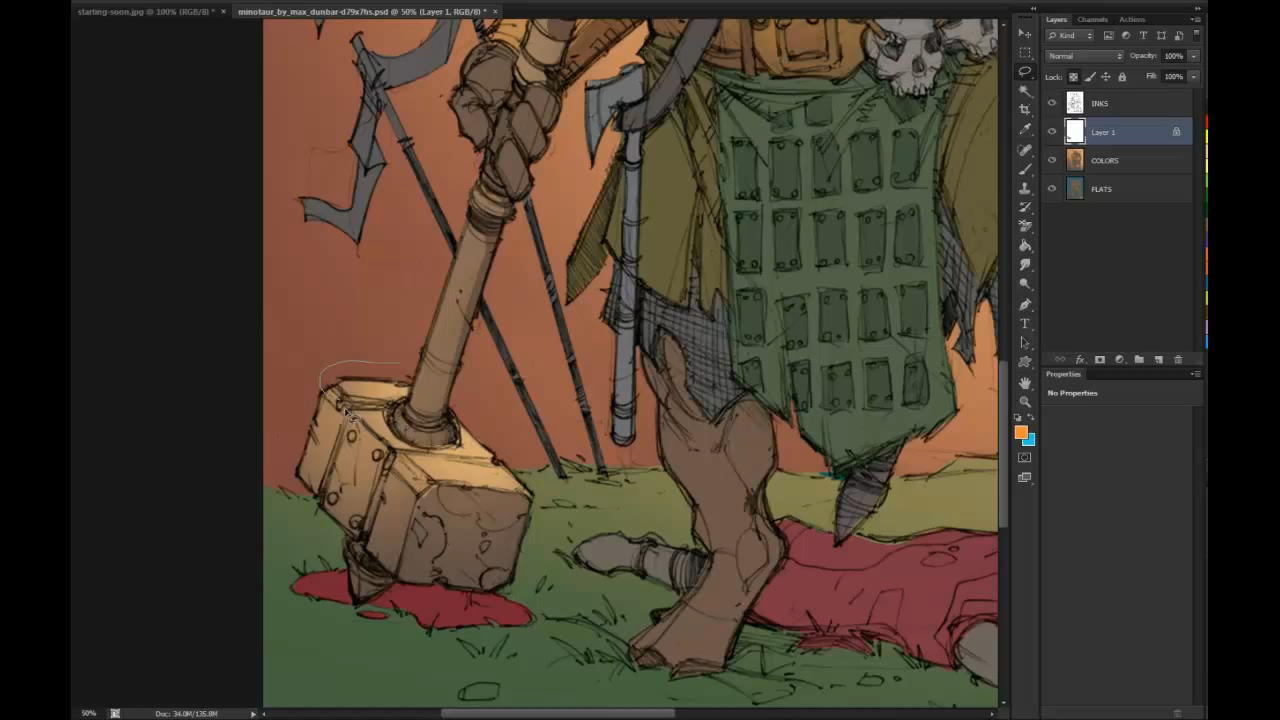 starting-soon.jpg @ 100% (RGB/8) * ×
minotaur_by_max_dunbar-d79x7hs.psd @ 50% (Layer 1, RGB/8) * ×
Layers Channels Actions
Kind
Normal Opacity: 100%
Lock: Fill: 100%
INKS
Layer 1
COLORS
FLATS
fx
Properties
No Properties
T
50% Doc: 34.0M/135.8M